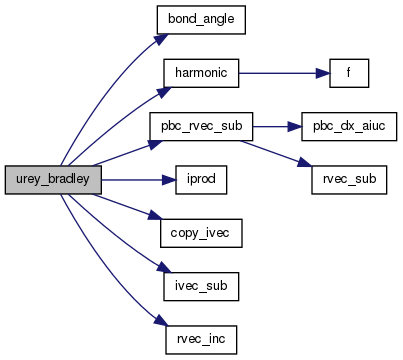 bond_angle
harmonic
f
pbc_rvec_sub
pbc_dx_aiuc
urey_bradley
iprod
rvec_sub
copy_ivec
ivec_sub
rvec_inc